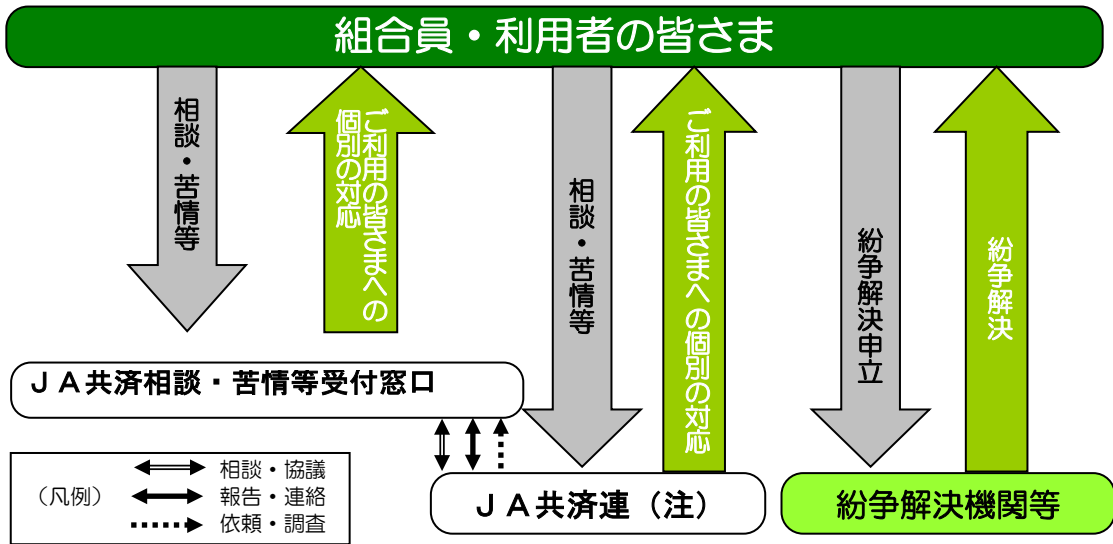 組合員・利用者の皆さま
相談・苦情等
ご利用の皆さまへの
個別の対応
相談・苦情等
ご利用の皆さまへの個別の対応
紛争解決申立
紛争解決
ＪＡ共済相談・苦情等受付窓口
（凡例）
相談・協議
報告・連絡
依頼・調査
ＪＡ共済連（注）
紛争解決機関等